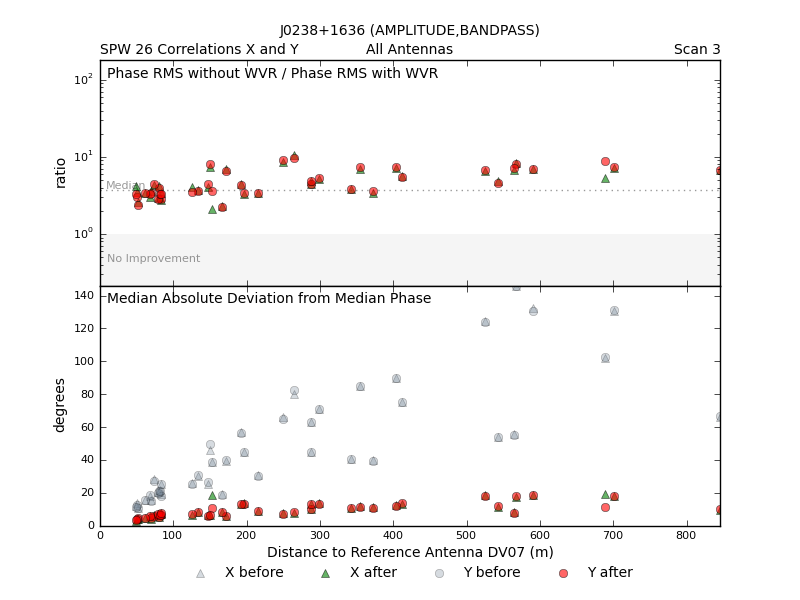 J0238+1636 (AMPLITUDE,BANDPASS)
SPW 26 Correlations X and Y All Antennas Scan 3
Phase RMS without WVR / Phase RMS with WVR
10²
10¹
10⁰
ratio
Median
No Improvement
Median Absolute Deviation from Median Phase
140
120
100
80
60
40
20
0
degrees
0 100 200 300 400 500 600 700 800
Distance to Reference Antenna DV07 (m)
X before X after Y before Y after